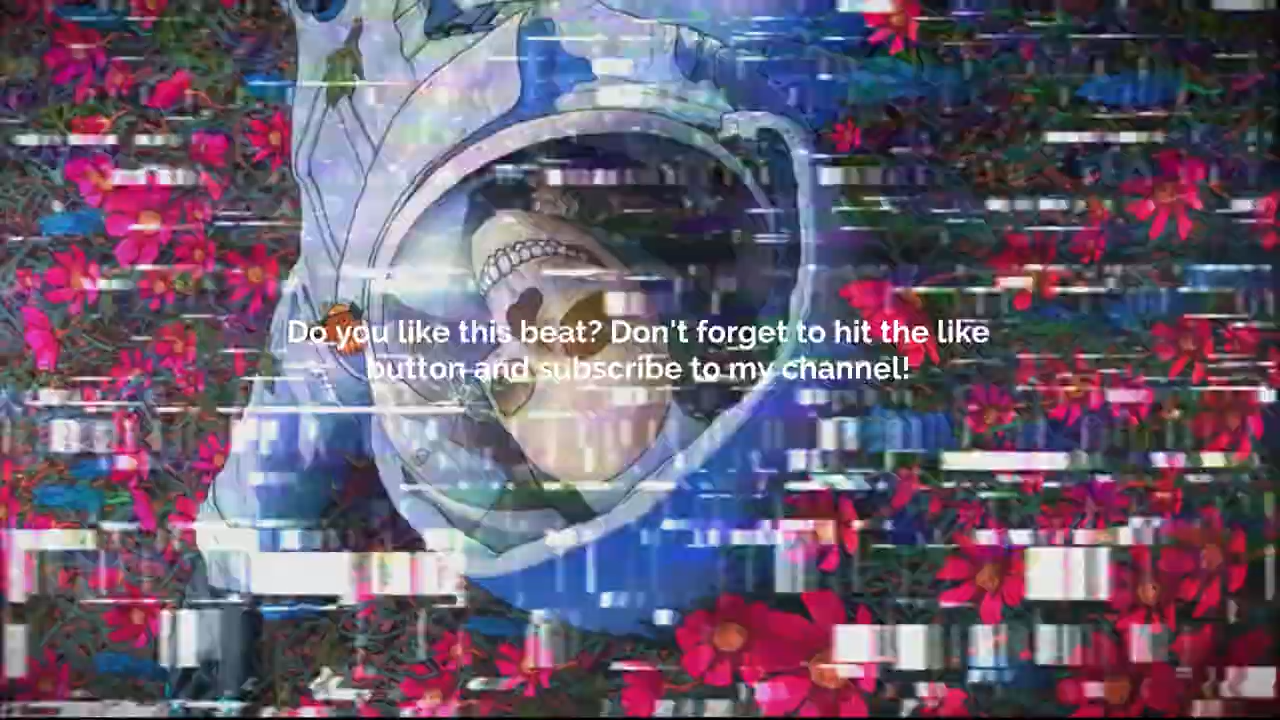 Do you like this beat? Don't forget to hit the like
button and subscribe to my channel!